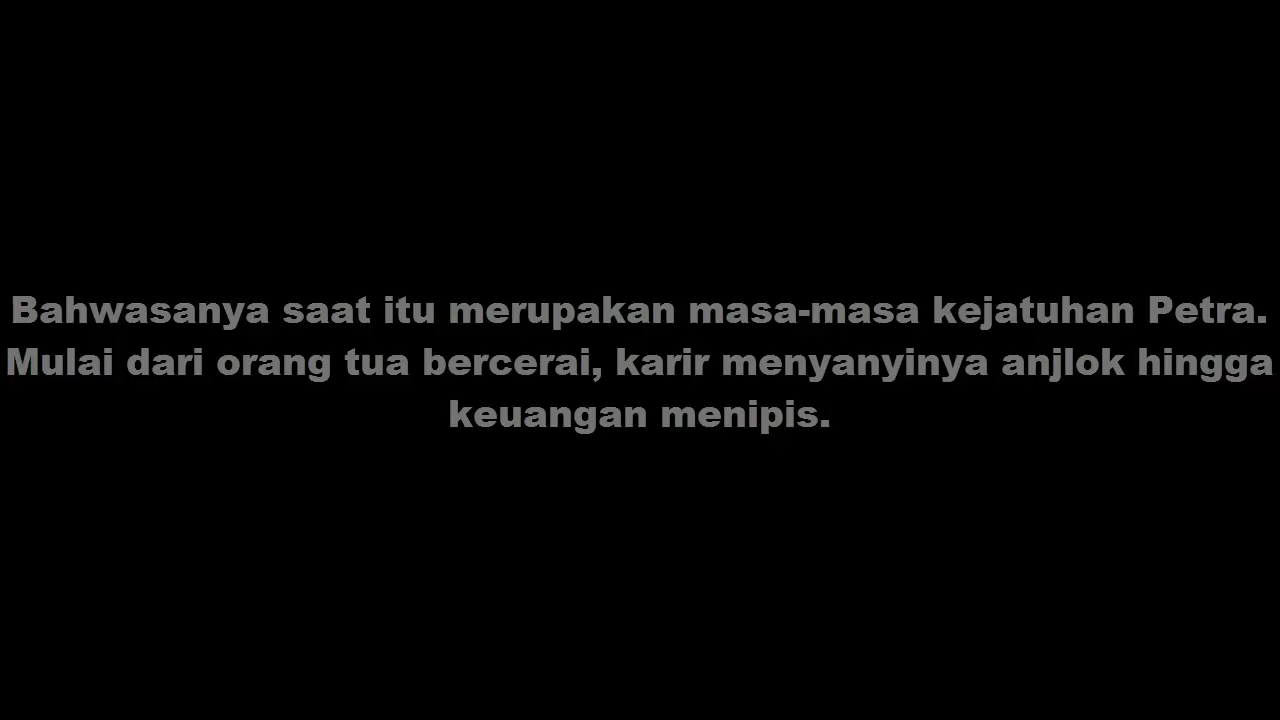 Bahwasanya saat itu merupakan masa-masa kejatuhan Petra.
Mulai dari orang tua bercerai, karir menyanyinya anjlok hingga
keuangan menipis.